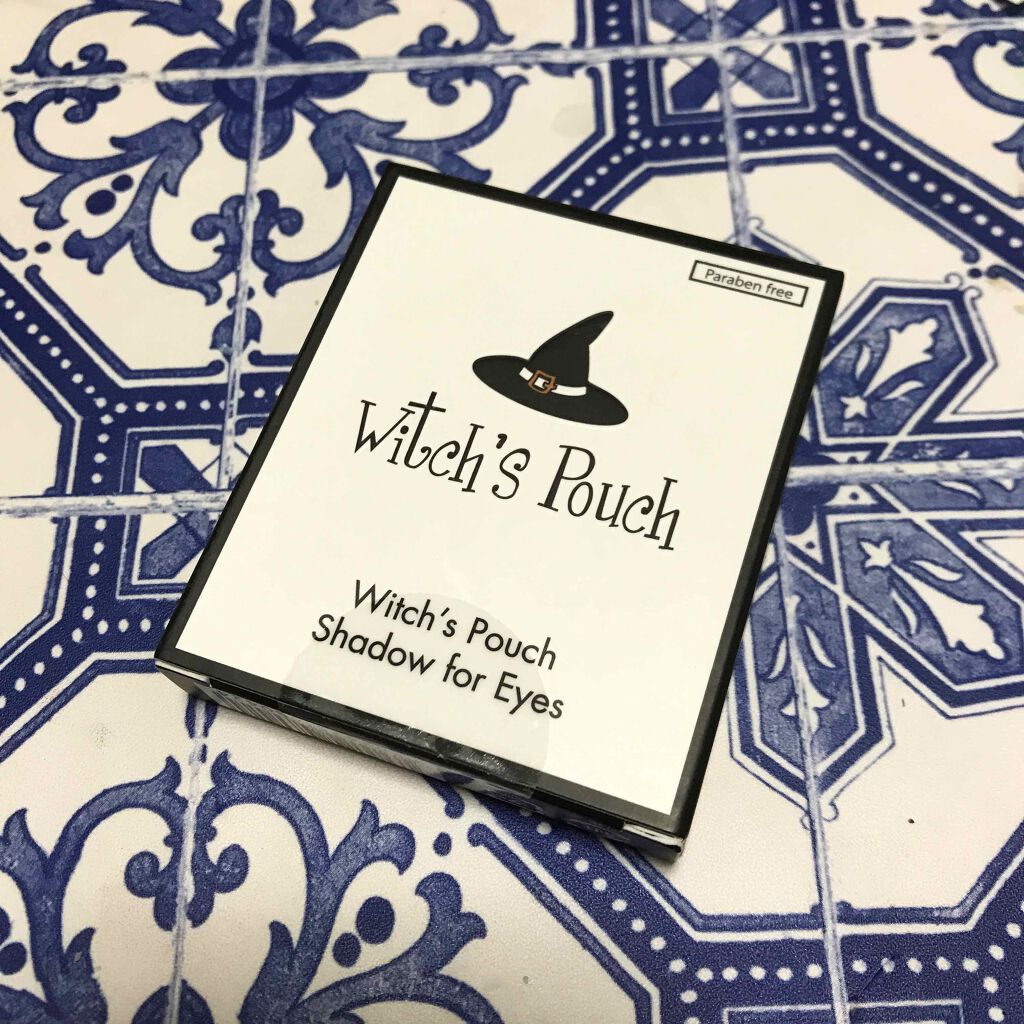 Paraben free
Witch's Pouch
Witch's Pouch
Shadow for Eyes